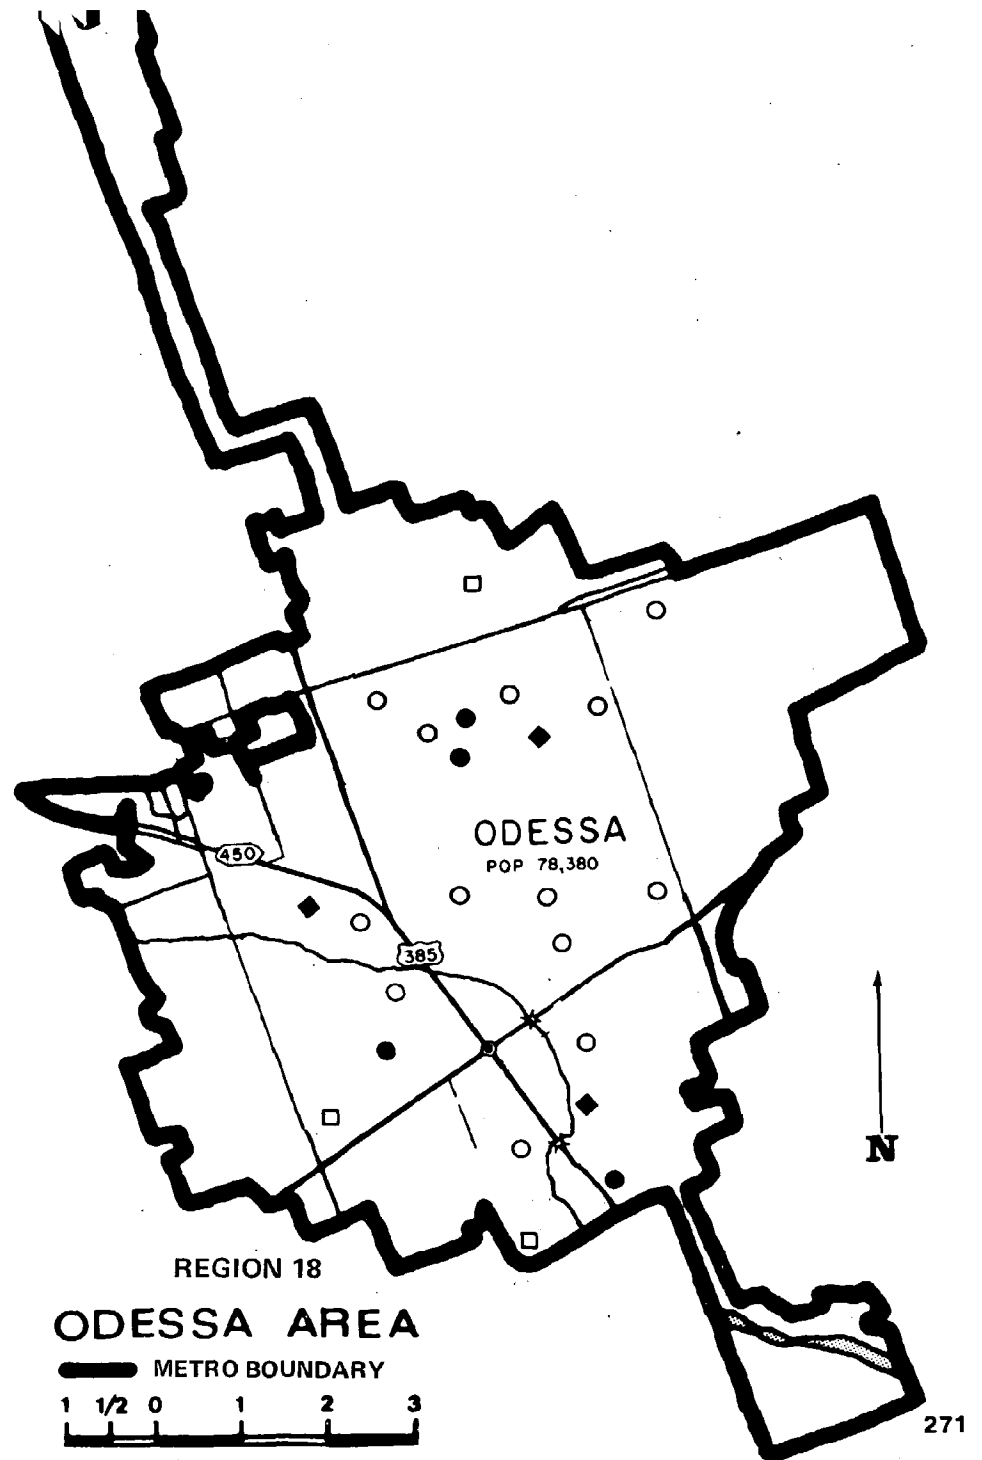 ODESSA
POP 78,380
450
385
N
REGION 18
ODESSA AREA
METRO BOUNDARY
1 1/2 0 1 2 3
271